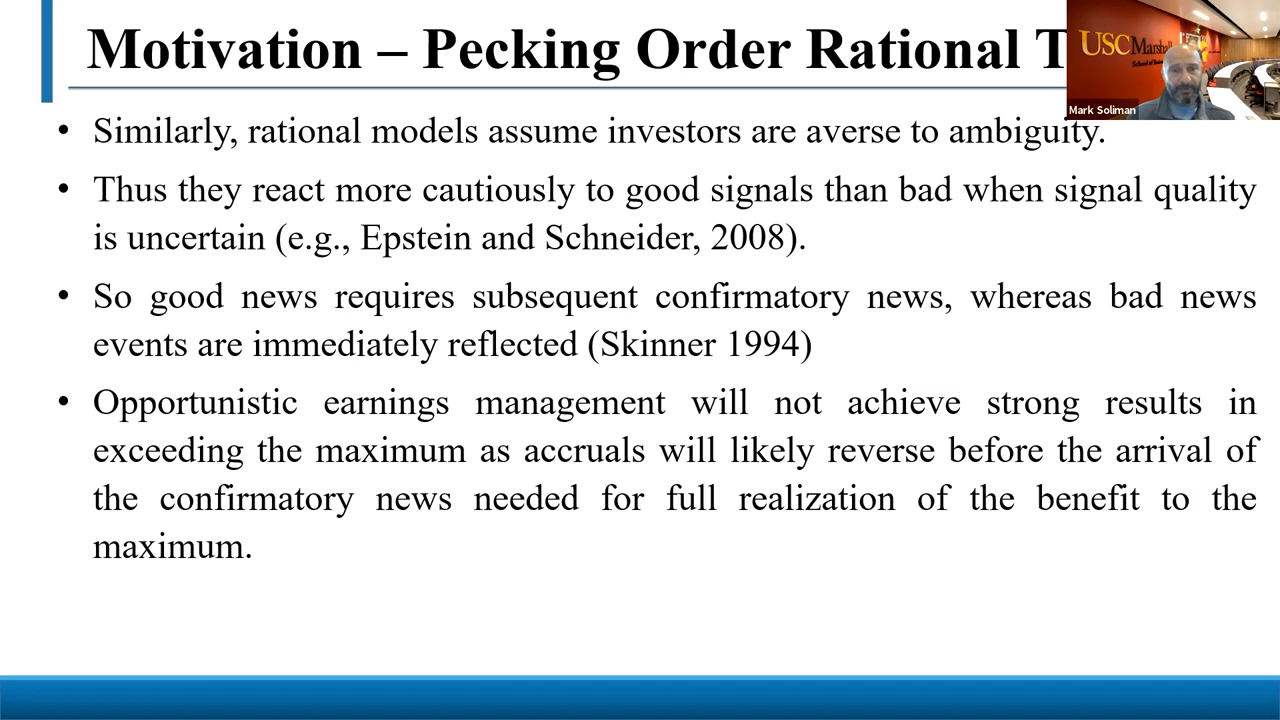 Motivation – Pecking Order Rational T
USC Marshall
School of Business
Mark Soliman
• Similarly, rational models assume investors are averse to ambiguity.
• Thus they react more cautiously to good signals than bad when signal quality
is uncertain (e.g., Epstein and Schneider, 2008).
• So good news requires subsequent confirmatory news, whereas bad news
events are immediately reflected (Skinner 1994)
• Opportunistic earnings management will not achieve strong results in
exceeding the maximum as accruals will likely reverse before the arrival of
the confirmatory news needed for full realization of the benefit to the
maximum.